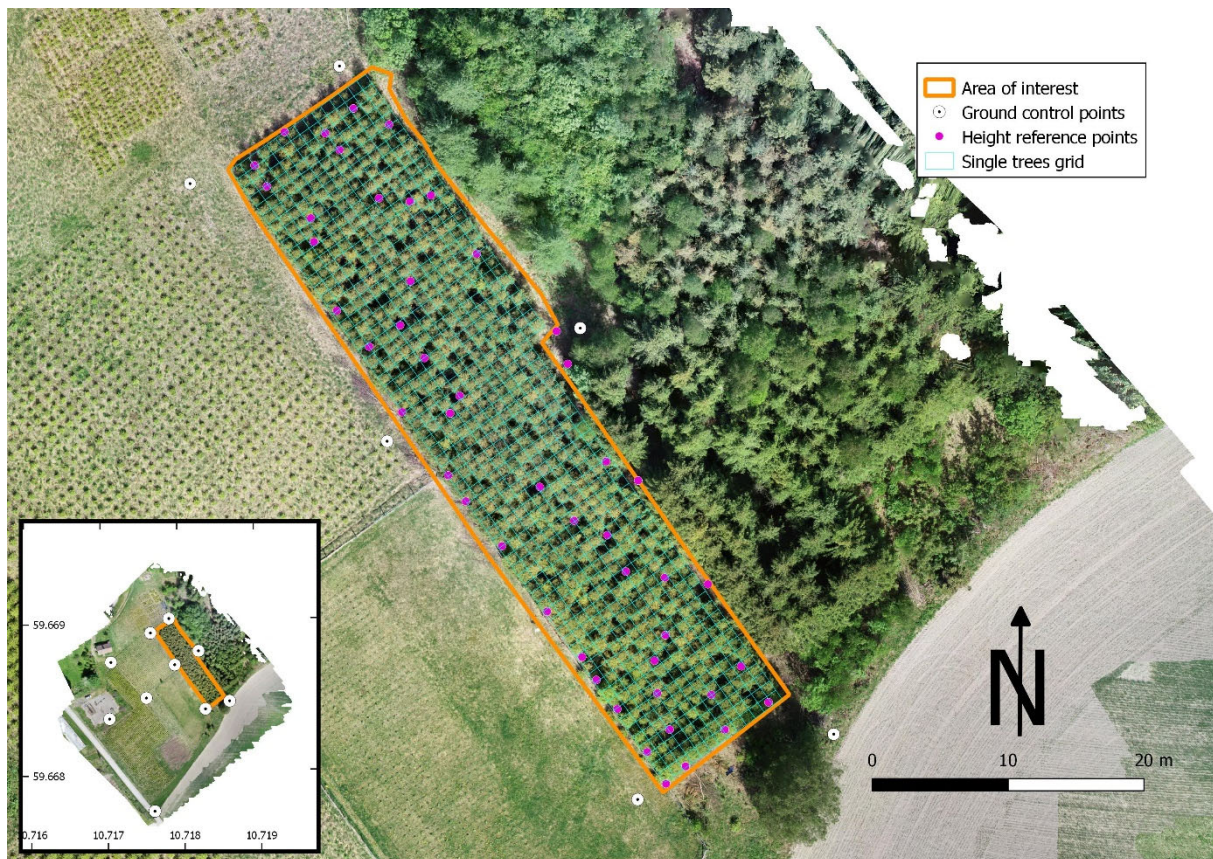 Area of interest
Ground control points
Height reference points
Single trees grid
N
0 10 20 m
59.669
59.668
10.716 10.717 10.718 10.719